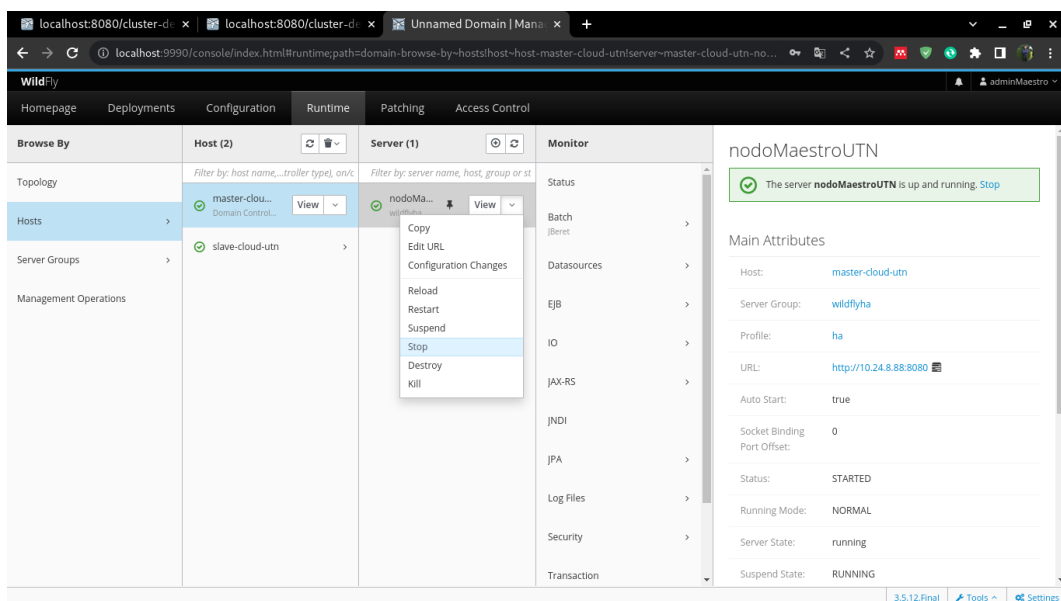 localhost:8080/cluster-de
localhost:8080/cluster-de
Unnamed Domain | Mana
localhost:9990/console/index.html#runtime;path=domain-browse-by~hosts!host~host-master-cloud-utn!server~master-cloud-utn-no...
WildFly
adminMaestro
Homepage Deployments Configuration Runtime Patching Access Control
Browse By
Topology
Hosts
Server Groups
Management Operations
Host (2)
Filter by: host name,...troller type), on/c
master-clou...
Domain Control...
View
slave-cloud-utn
Server (1)
Filter by: server name, host, group or st
nodoMa...
View
Copy
Edit URL
Configuration Changes
Reload
Restart
Suspend
Stop
Destroy
Kill
Monitor
Status
Batch
JBeret
Datasources
EJB
IO
JAX-RS
JNDI
JPA
Log Files
Security
Transaction
nodoMaestroUTN
The server nodoMaestroUTN is up and running. Stop
Main Attributes
Host: master-cloud-utn
Server Group: wildflyha
Profile: ha
URL: http://10.24.8.88:8080
Auto Start: true
Socket Binding 0
Port Offset:
Status: STARTED
Running Mode: NORMAL
Server State: running
Suspend State: RUNNING
3.5.12.Final Tools Settings